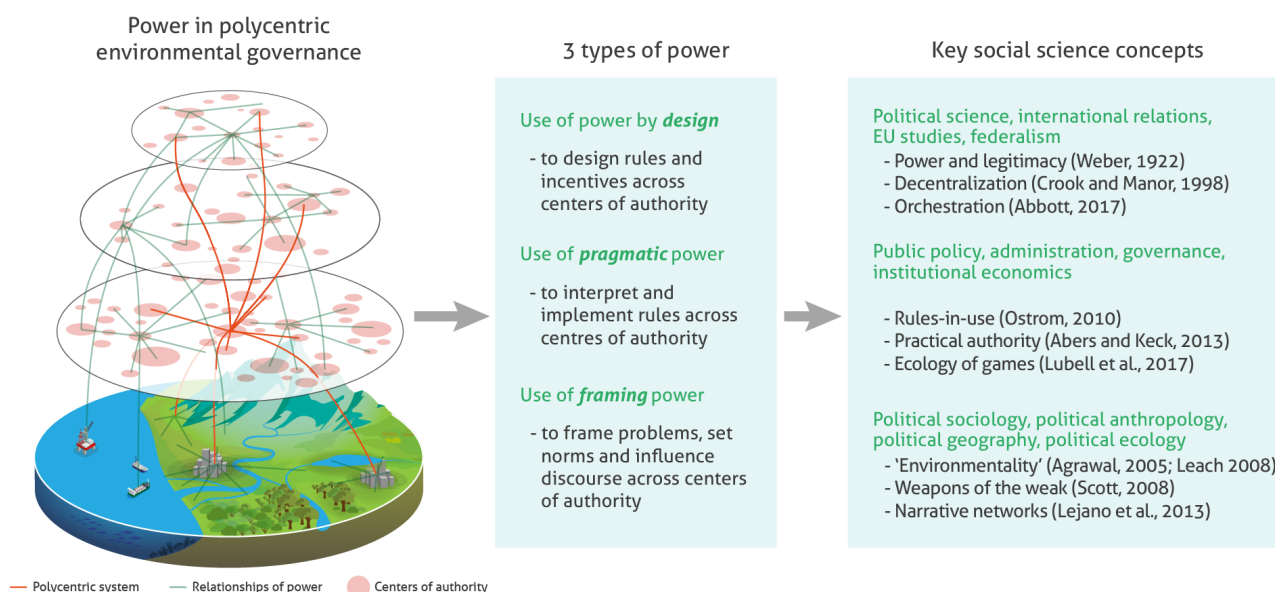 Power in polycentric
environmental governance
3 types of power
Use of power by design
- to design rules and
incentives across
centers of authority
Use of pragmatic power
- to interpret and
implement rules across
centres of authority
Use of framing power
- to frame problems, set
norms and influence
discourse across centers
of authority
Key social science concepts
Political science, international relations,
EU studies, federalism
- Power and legitimacy (Weber, 1922)
- Decentralization (Crook and Manor, 1998)
- Orchestration (Abbott, 2017)
Public policy, administration, governance,
institutional economics
- Rules-in-use (Ostrom, 2010)
- Practical authority (Abers and Keck, 2013)
- Ecology of games (Lubell et al., 2017)
Political sociology, political anthropology,
political geography, political ecology
- ‘Environmentality’ (Agrawal, 2005; Leach 2008)
- Weapons of the weak (Scott, 2008)
- Narrative networks (Lejano et al., 2013)
Polycentric system
Relationships of power
Centers of authority